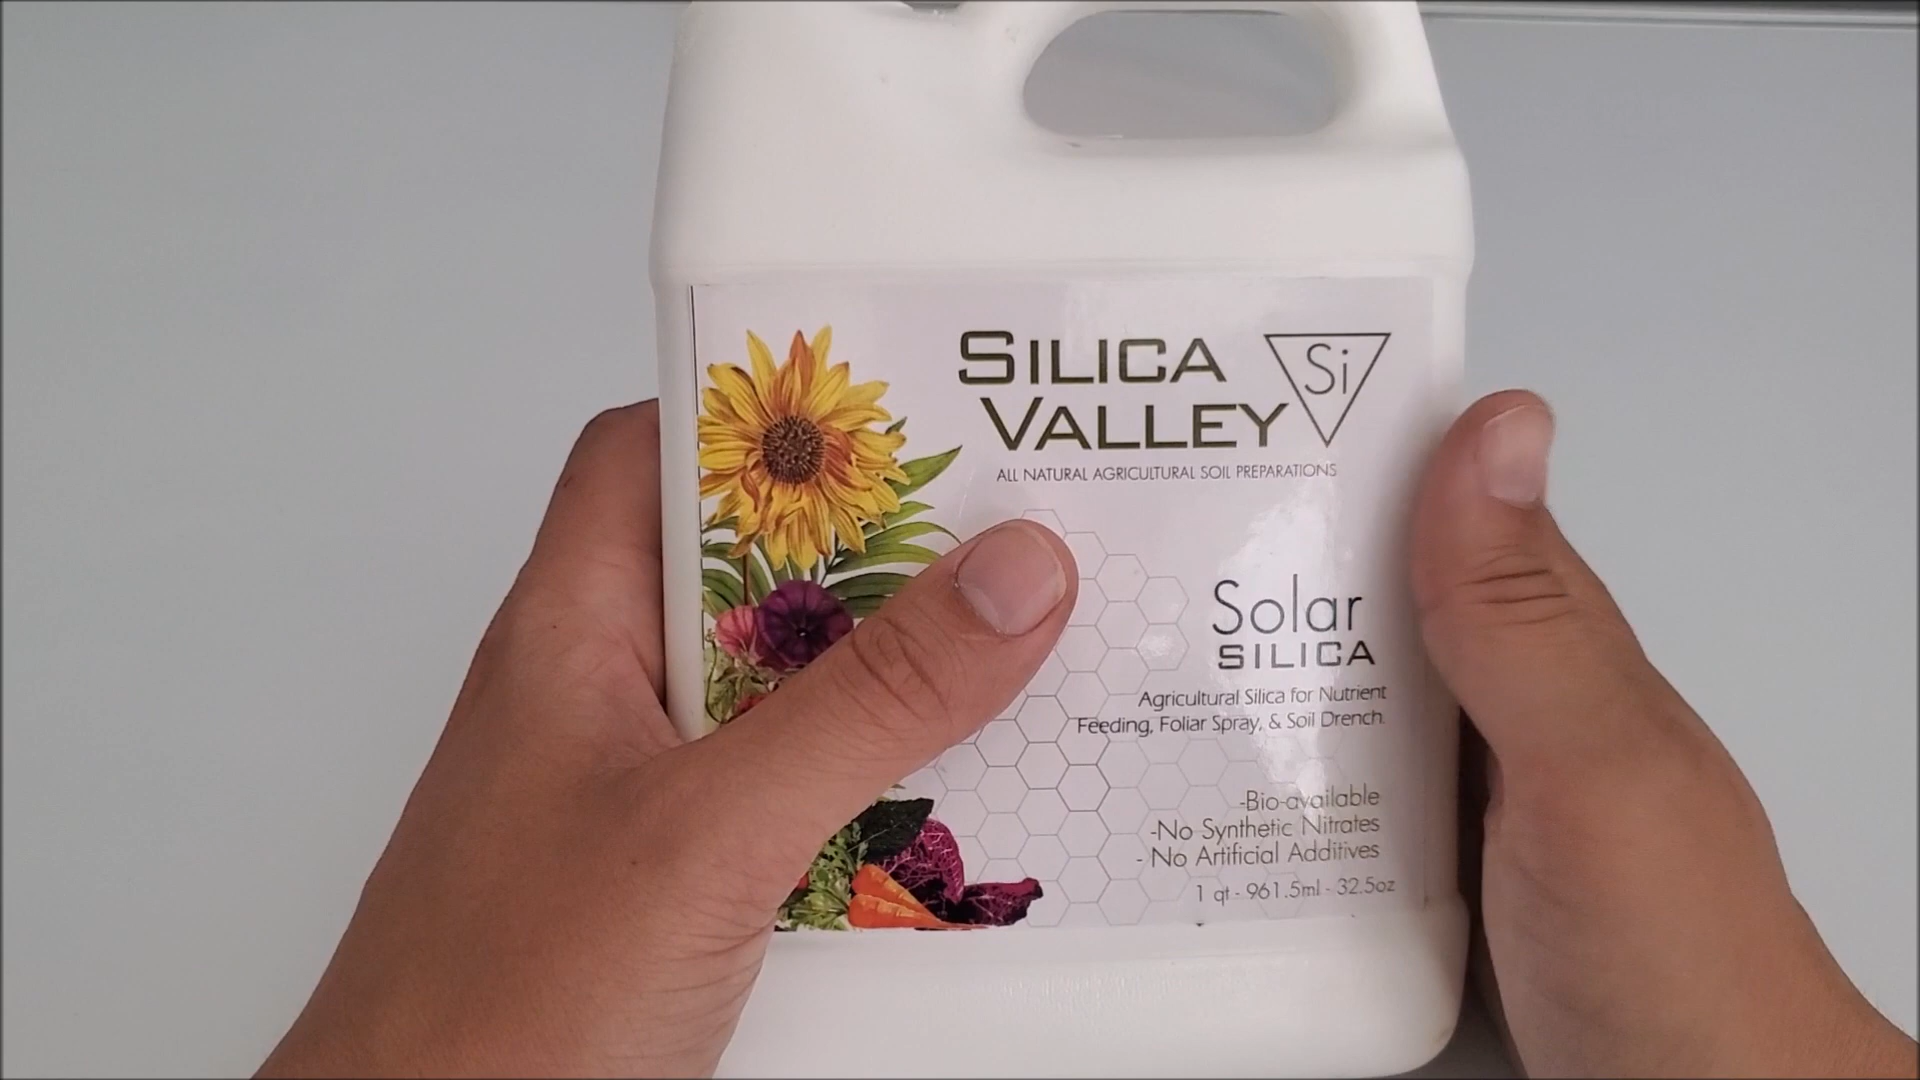 SILICA
VALLEY
Si
ALL NATURAL AGRICULTURAL SOIL PREPARATIONS
Solar
SILICA
Agricultural Silica for Nutrient
Feeding, Foliar Spray, & Soil Drench.
-Bio-available
-No Synthetic Nitrates
- No Artificial Additives
1 qt - 961.5ml - 32.5oz